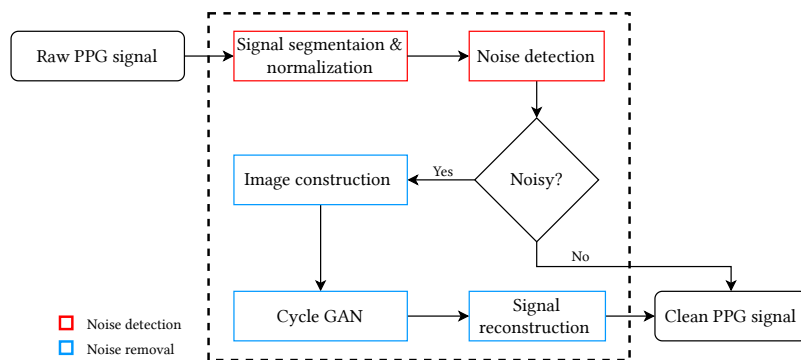 Raw PPG signal
Signal segmentaion &
normalization
Noise detection
Noisy?
Yes
Image construction
No
Cycle GAN
Signal
reconstruction
Clean PPG signal
Noise detection
Noise removal